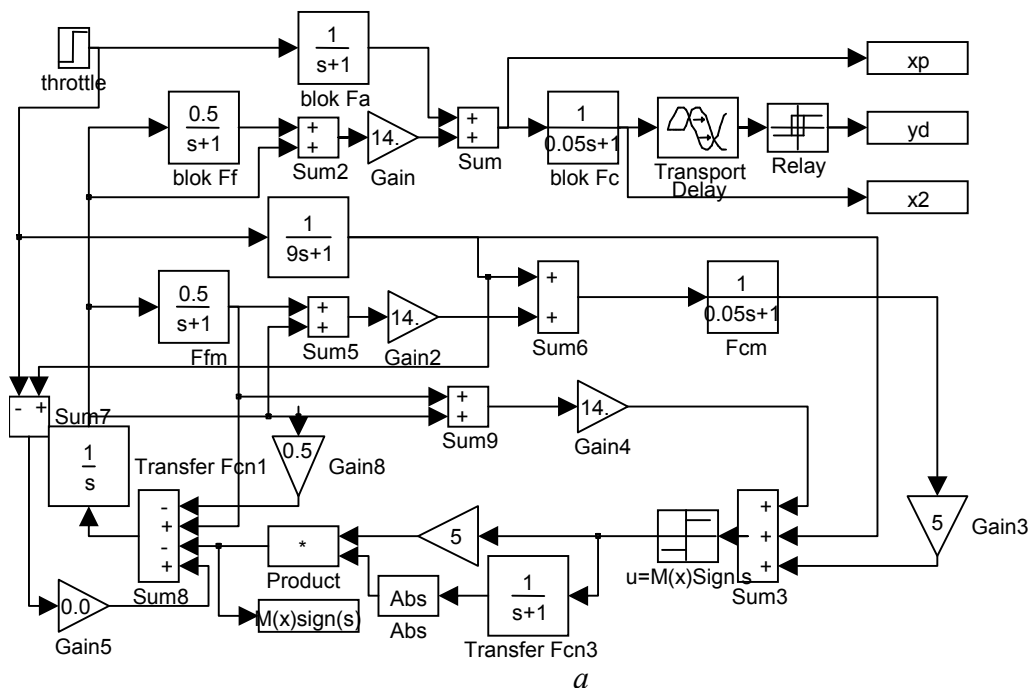 throttle
1
s+1
blok Fa
0.5
s+1
blok Ff
+
+
Sum2
14.
Gain
+
+
Sum
1
0.05s+1
blok Fc
Transport
Delay
Relay
xp
yd
x2
1
9s+1
0.5
s+1
Ffm
+
+
Sum5
14.
Gain2
+
+
Sum6
1
0.05s+1
Fcm
- +
Sum7
1
s
Transfer Fcn1
0.5
Gain8
+
+
Sum9
14.
Gain4
-
+
-
+
Sum8
0.0
Gain5
*
Product
M(x)sign(s)
5
Abs
Abs
1
s+1
Transfer Fcn3
u=M(x)Sign s
+
+
+
Sum3
5
Gain3
a